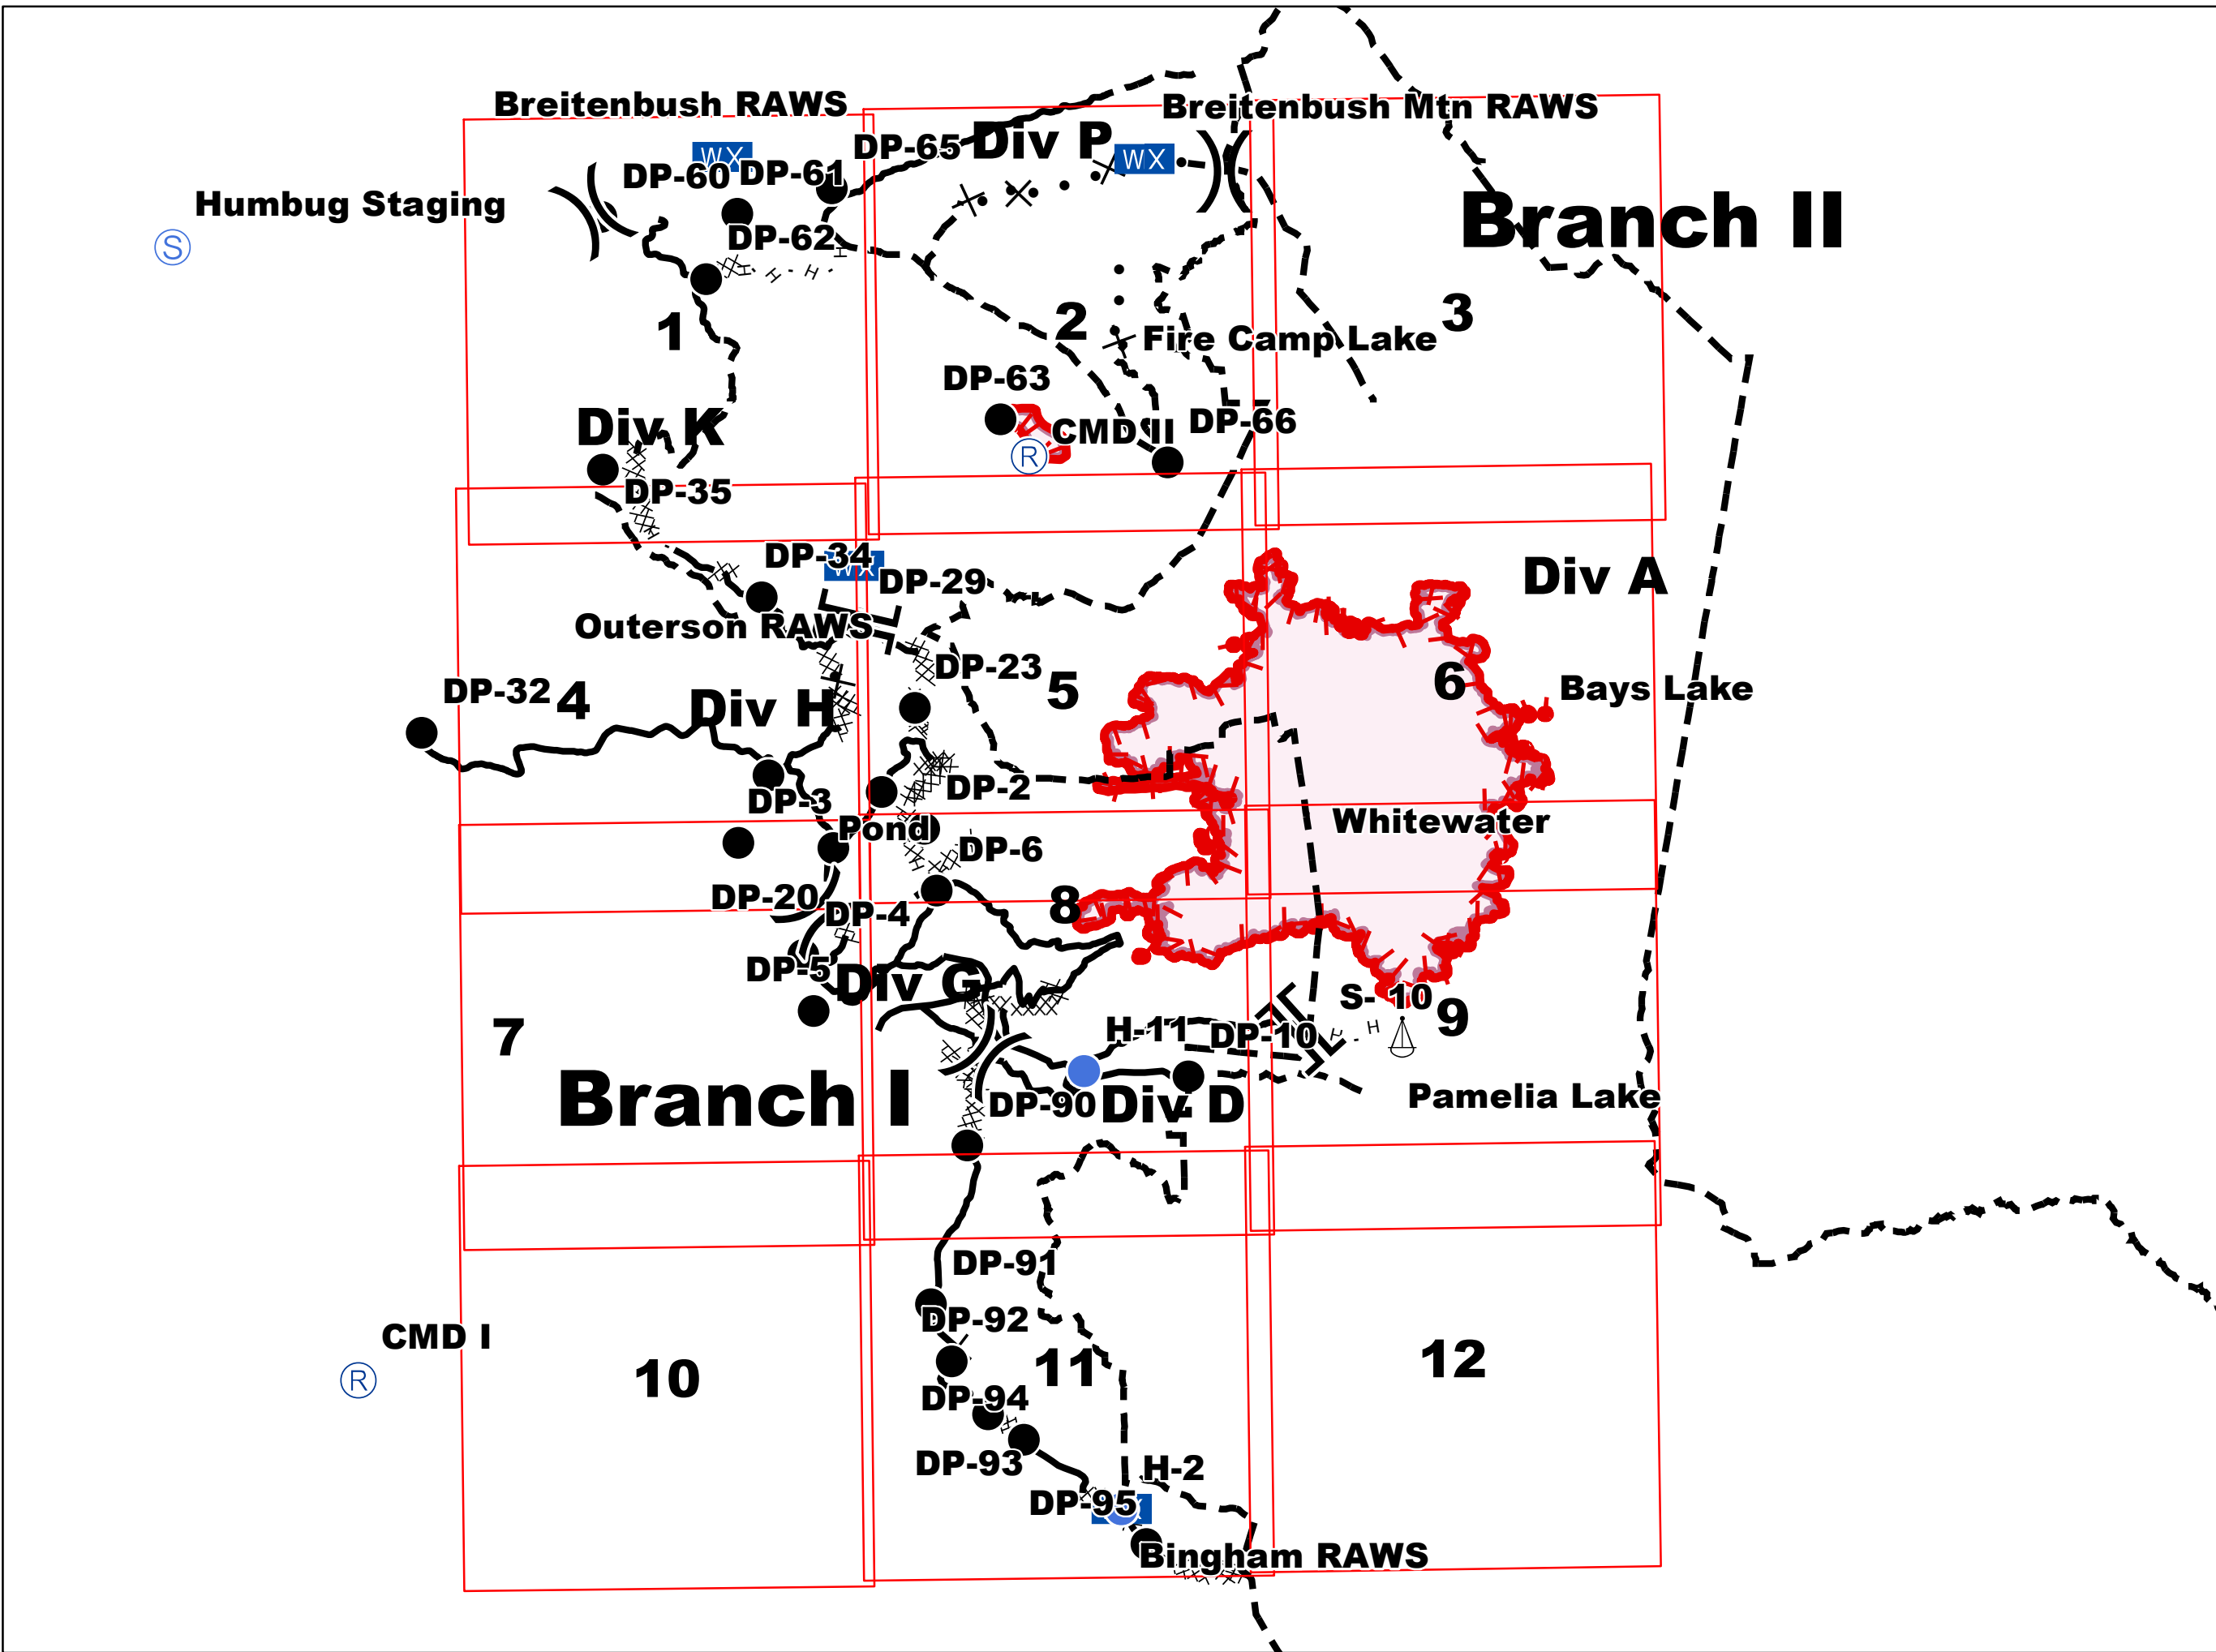 Breitenbush RAWS
Breitenbush Mtn RAWS
DP-65
Div P
WX
WX
DP-60
DP-61
Humbug Staging
S
Branch II
DP-62
H
H
H
H
1
2
3
Fire Camp Lake
DP-63
Div K
CMD II
DP-66
R
DP-35
DP-34
WX
DP-29
Div A
Outerson RAWS
DP-23
DP-32
4
Div H
5
6
Bays Lake
DP-2
DP-3
Pond
Whitewater
DP-6
DP-20
DP-4
8
DP-5
Div G
S- 10
9
7
H-11
DP-10
H
H
Branch I
DP-90
Div D
Pamelia Lake
DP-91
DP-92
CMD I
R
10
11
12
DP-94
DP-93
H-2
DP-95
Bingham RAWS